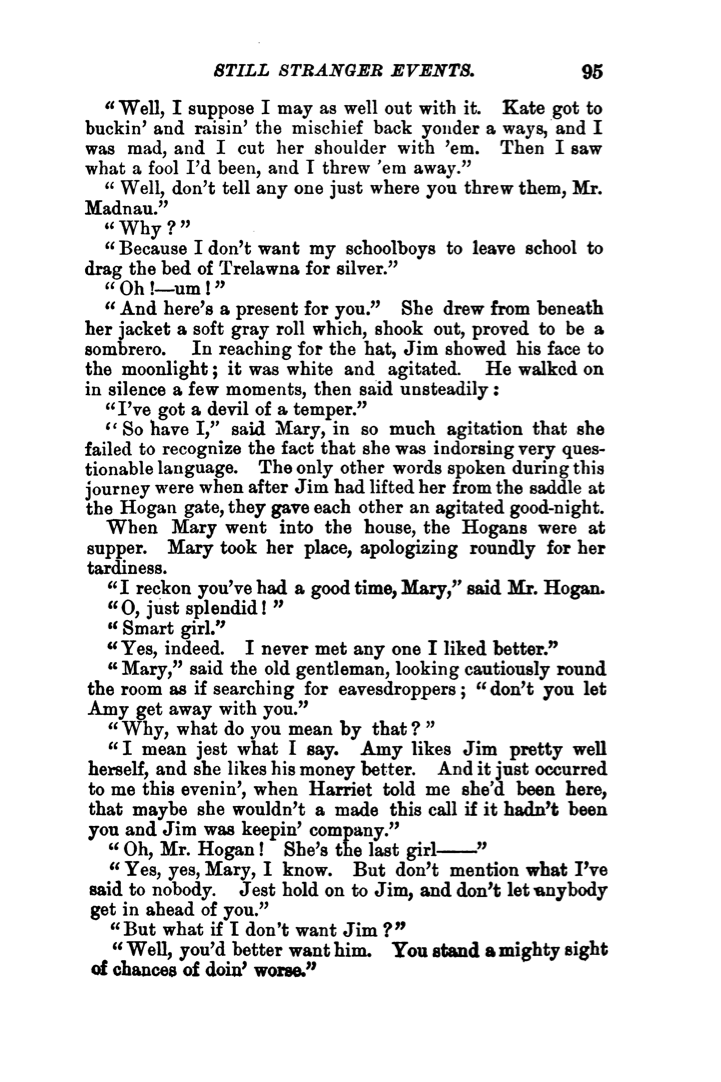 STILL STRANGER EVENTS. 95
“Well, I suppose I may as well out with it. Kate got to
buckin’ and raisin’ the mischief back yonder a ways, and I
was mad, and I cut her shoulder with ’em. Then I saw
what a fool I’d been, and I threw ’em away.”
“Well, don’t tell any one just where you threw them, Mr.
Madnau.”
“Why?”
“Because I don’t want my schoolboys to leave school to
drag the bed of Trelawna for silver.”
“Oh!—um!”
“And here’s a present for you.” She drew from beneath
her jacket a soft gray roll which, shook out, proved to be a
sombrero. In reaching for the hat, Jim showed his face to
the moonlight; it was white and agitated. He walked on
in silence a few moments, then said unsteadily:
“I’ve got a devil of a temper.”
“So have I,” said Mary, in so much agitation that she
failed to recognize the fact that she was indorsing very ques-
tionable language. The only other words spoken during this
journey were when after Jim had lifted her from the saddle at
the Hogan gate, they gave each other an agitated good-night.
When Mary went into the house, the Hogans were at
supper. Mary took her place, apologizing roundly for her
tardiness.
“I reckon you’ve had a good time, Mary,” said Mr. Hogan.
“O, just splendid!”
“Smart girl.”
“Yes, indeed. I never met any one I liked better.”
“Mary,” said the old gentleman, looking cautiously round
the room as if searching for eavesdroppers; “don’t you let
Amy get away with you.”
“Why, what do you mean by that?”
“I mean jest what I say. Amy likes Jim pretty well
herself, and she likes his money better. And it just occurred
to me this evenin’, when Harriet told me she’d been here,
that maybe she wouldn’t a made this call if it hadn’t been
you and Jim was keepin’ company.”
“Oh, Mr. Hogan! She’s the last girl——”
“Yes, yes, Mary, I know. But don’t mention what I’ve
said to nobody. Jest hold on to Jim, and don’t let anybody
get in ahead of you.”
“But what if I don’t want Jim?”
“Well, you’d better want him. You stand a mighty sight
of chances of doin’ worse.”